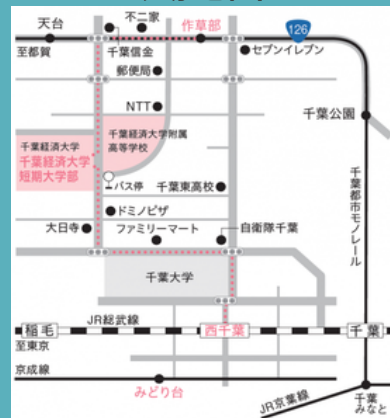 不二家
作草部
126
天台
至都賀
千葉信金
セブンイレブン
郵便局
NTT
千葉公園
千葉経済大学附属
高等学校
千葉経済大学
千葉経済大学
短期大学部
バス停
千葉東高校
千葉都市モノレール
ドミノピザ
大日寺
ファミリーマート
自衛隊千葉
千葉大学
JR総武線
稲毛
西千葉
千葉
至東京
京成線
みどり台
JR京葉線
千葉
みなと